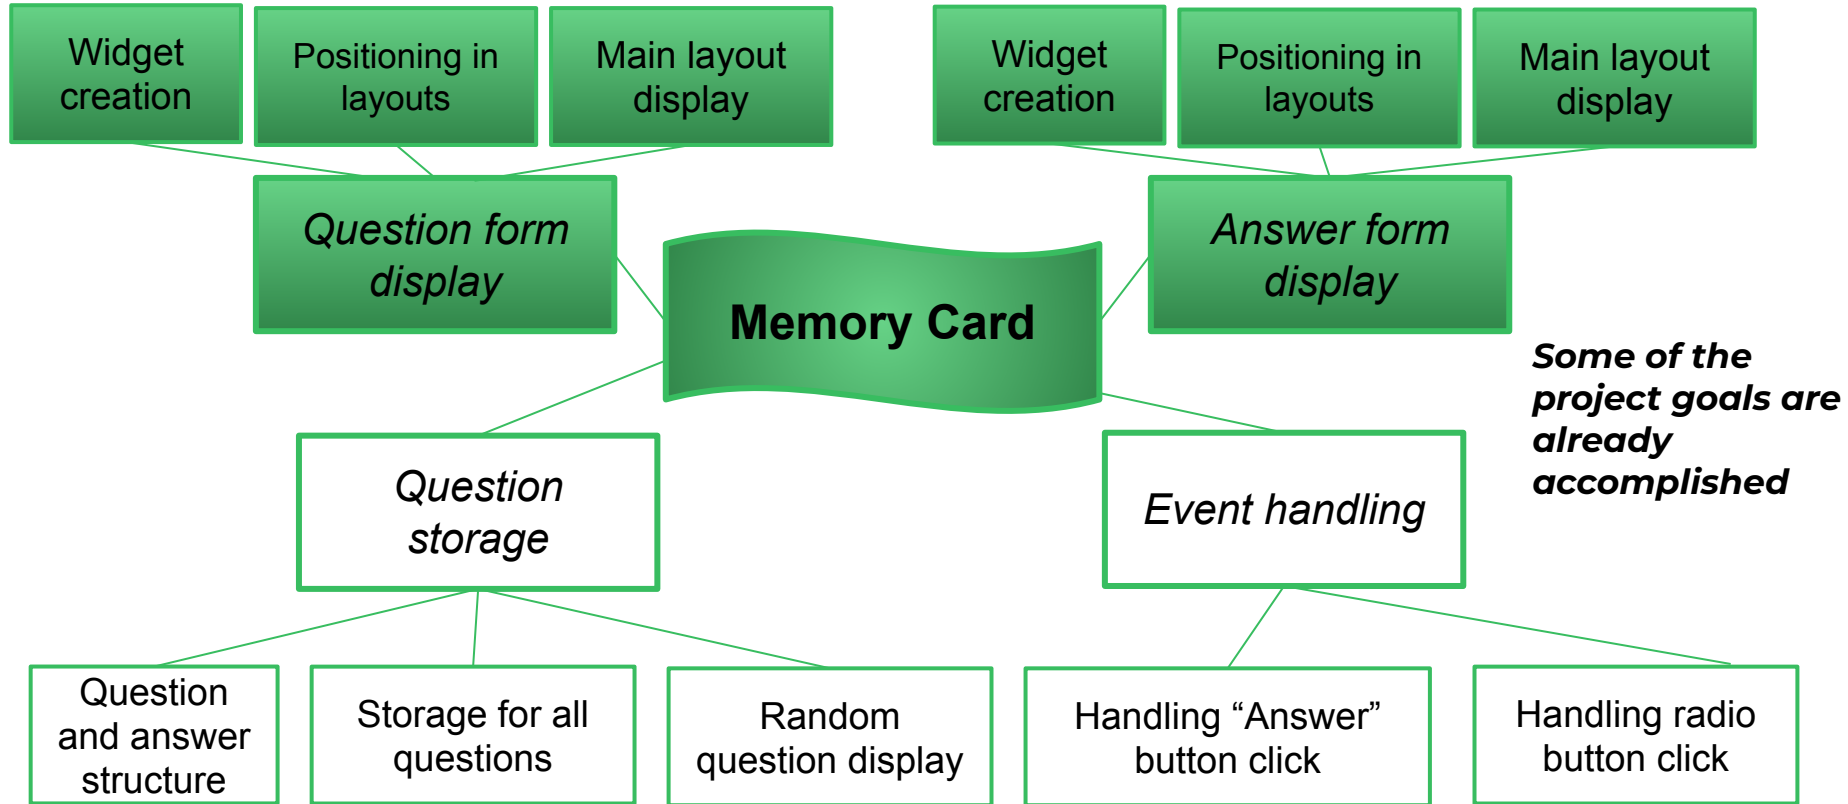 Widget
creation
Positioning in
layouts
Main layout
display
Widget
creation
Positioning in
layouts
Main layout
display
Question form
display
Answer form
display
Memory Card
Some of the
project goals are
already
accomplished
Question
storage
Event handling
Question
and answer
structure
Storage for all
questions
Random
question display
Handling “Answer”
button click
Handling radio
button click